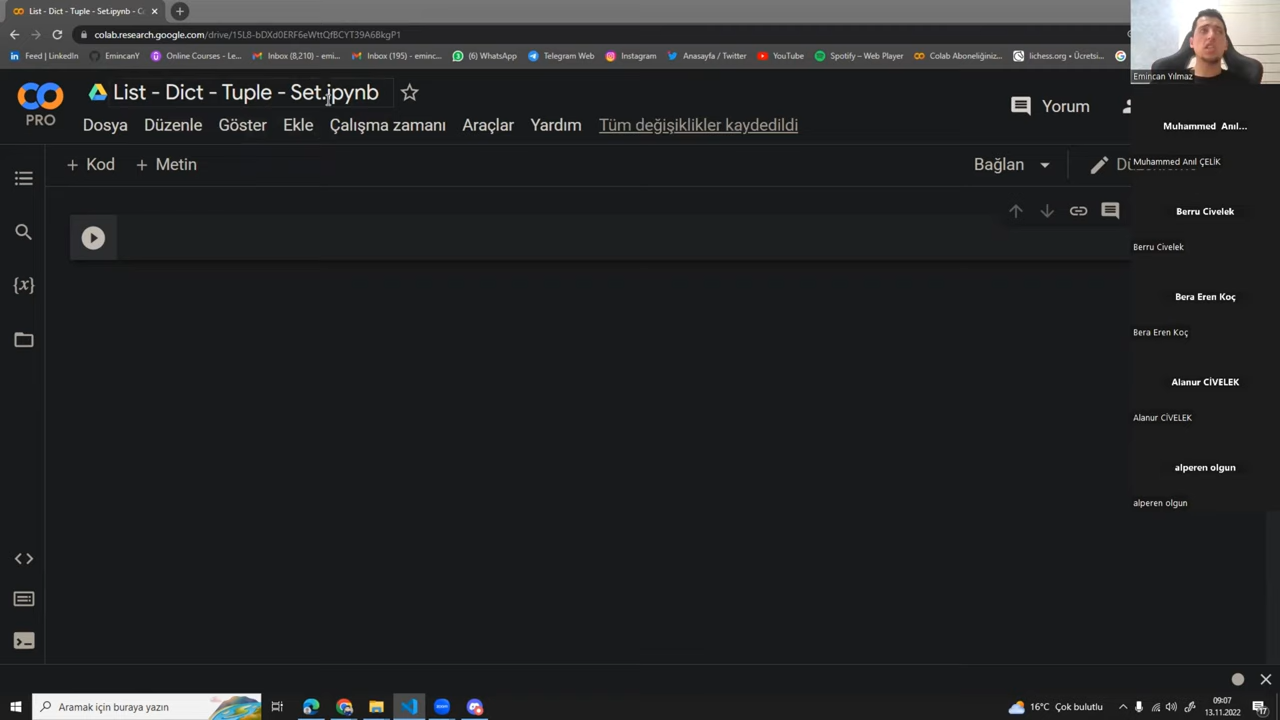 List - Dict - Tuple - Set.ipynb - C
colab.research.google.com/drive/15L8-bDXd0ERF6eWttQfBCYT39A6BkgP1
Feed | LinkedIn
EmincanY
Online Courses - Le...
Inbox (8,210) - eminc...
Inbox (195) - eminc...
(6) WhatsApp
Telegram Web
Instagram
Anasayfa / Twitter
YouTube
Spotify – Web Player
Colab Aboneliğiniz...
lichess.org • Ücretsi...
List - Dict - Tuple - Set.ipynb
PRO
Dosya Düzenle Göster Ekle Çalışma zamanı Araçlar Yardım Tüm değişiklikler kaydedildi
Yorum
+ Kod + Metin
Bağlan
Emincan Yılmaz
Muhammed Anıl...
Muhammed Anıl ÇELİK
Berru Civelek
Berru Civelek
Bera Eren Koç
Bera Eren Koç
Alanur CİVELEK
Alanur CİVELEK
alperen olgun
alperen olgun
Aramak için buraya yazın
16°C Çok bulutlu
09:07
13.11.2022
17